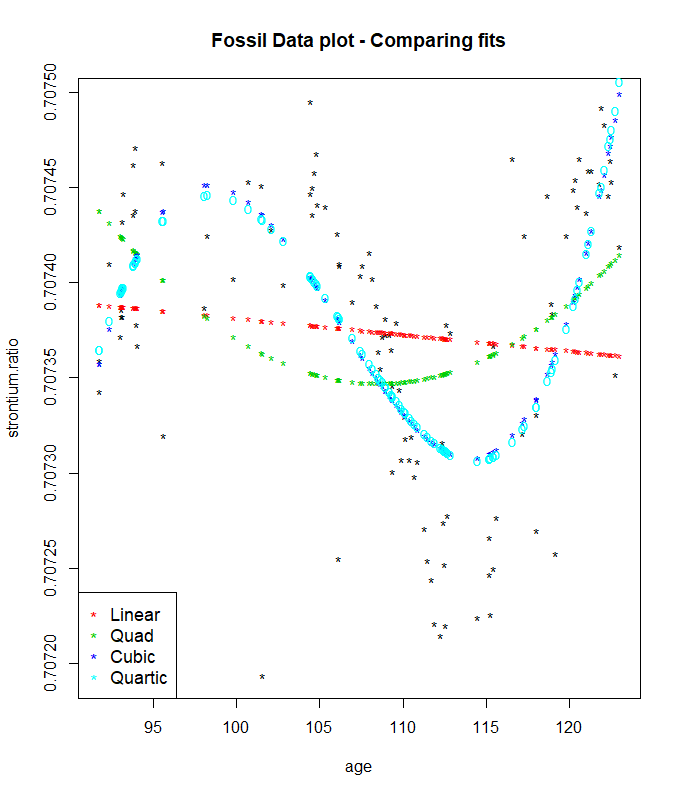 Fossil Data plot - Comparing fits
strontium.ratio
0.70750
0.70745
0.70740
0.70735
0.70730
0.70725
0.70720
* Linear
* Quad
* Cubic
* Quartic
95 100 105 110 115 120
age